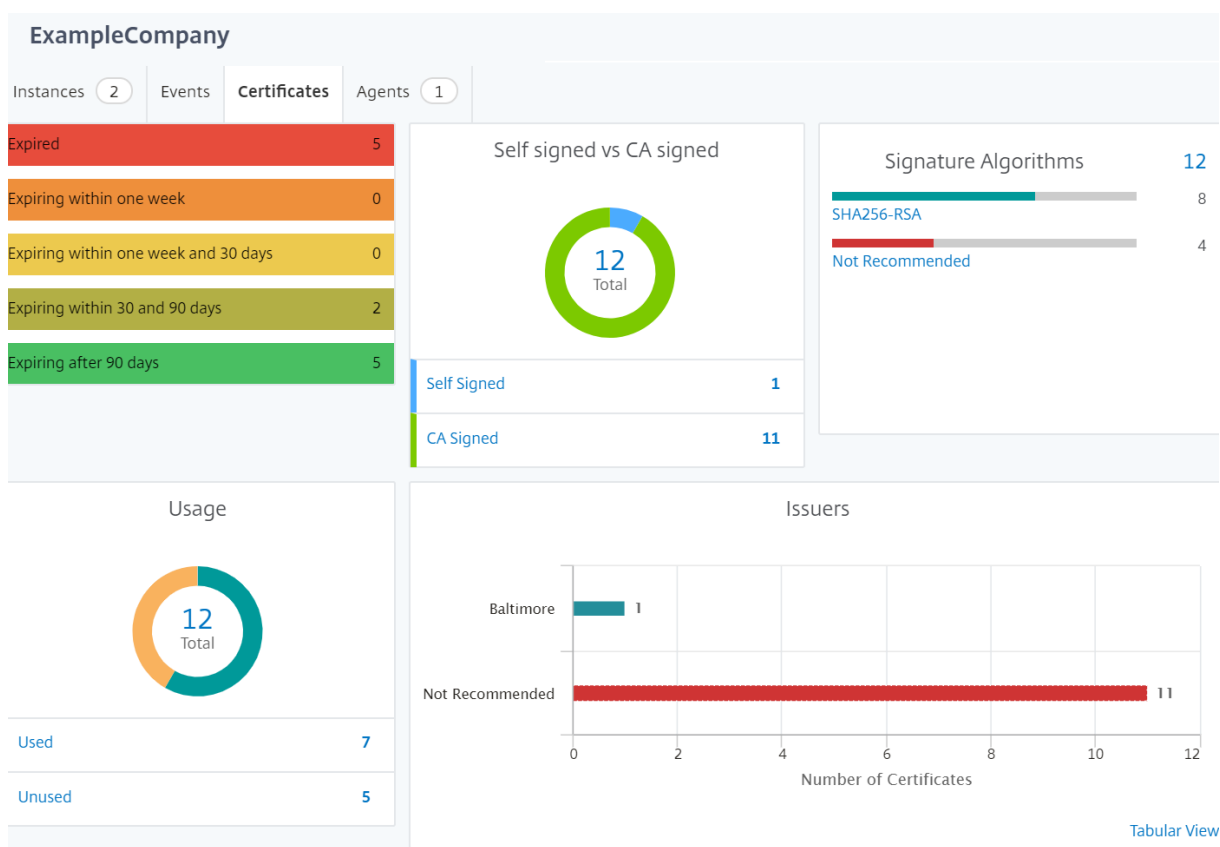 ExampleCompany
Instances 2 Events Certificates Agents 1
Expired 5
Expiring within one week 0
Expiring within one week and 30 days 0
Expiring within 30 and 90 days 2
Expiring after 90 days 5
Self signed vs CA signed
12
Total
Self Signed 1
CA Signed 11
Signature Algorithms 12
8
SHA256-RSA
4
Not Recommended
Usage
12
Total
Used 7
Unused 5
Issuers
Baltimore 1
Not Recommended 11
0 2 4 6 8 10 12
Number of Certificates
Tabular View